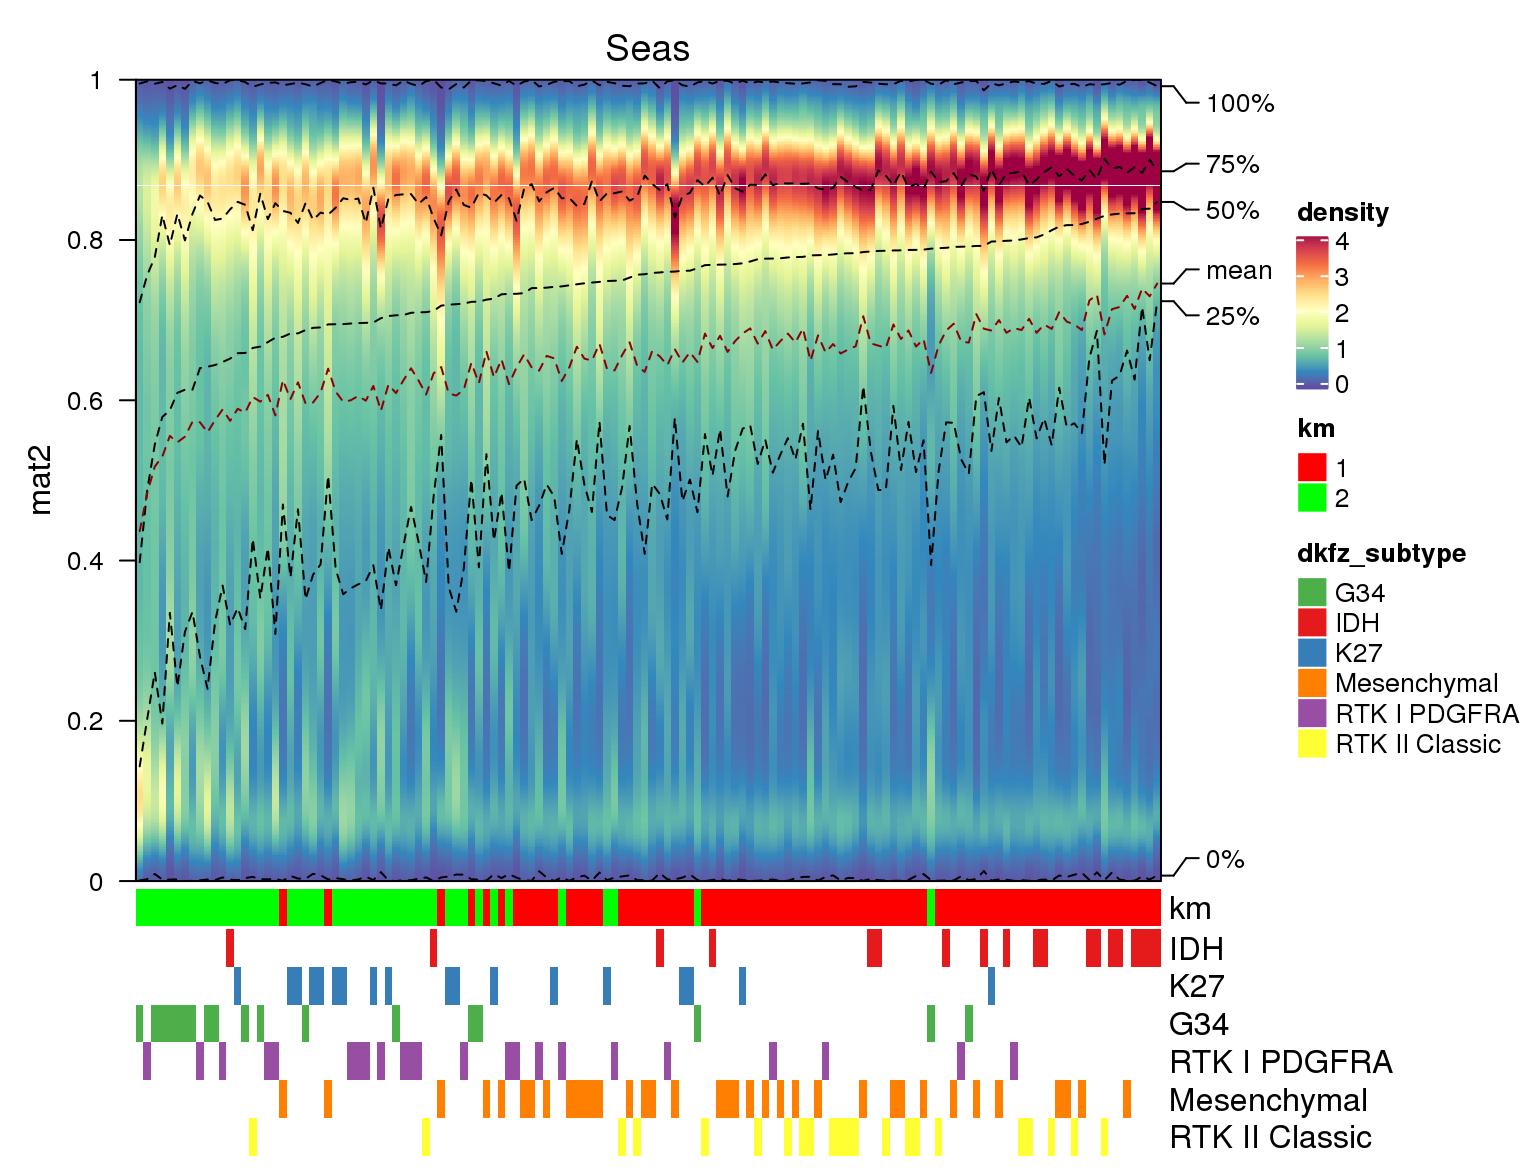 Seas
mat2
1
0.8
0.6
0.4
0.2
0
100%
75%
50%
mean
25%
0%
density
4
3
2
1
0
km
1
2
dkfz_subtype
G34
IDH
K27
Mesenchymal
RTK I PDGFRA
RTK II Classic
km
IDH
K27
G34
RTK I PDGFRA
Mesenchymal
RTK II Classic